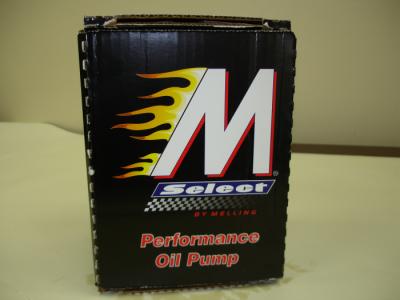 M
®
Select
BY MELLING
Performance
Oil Pump